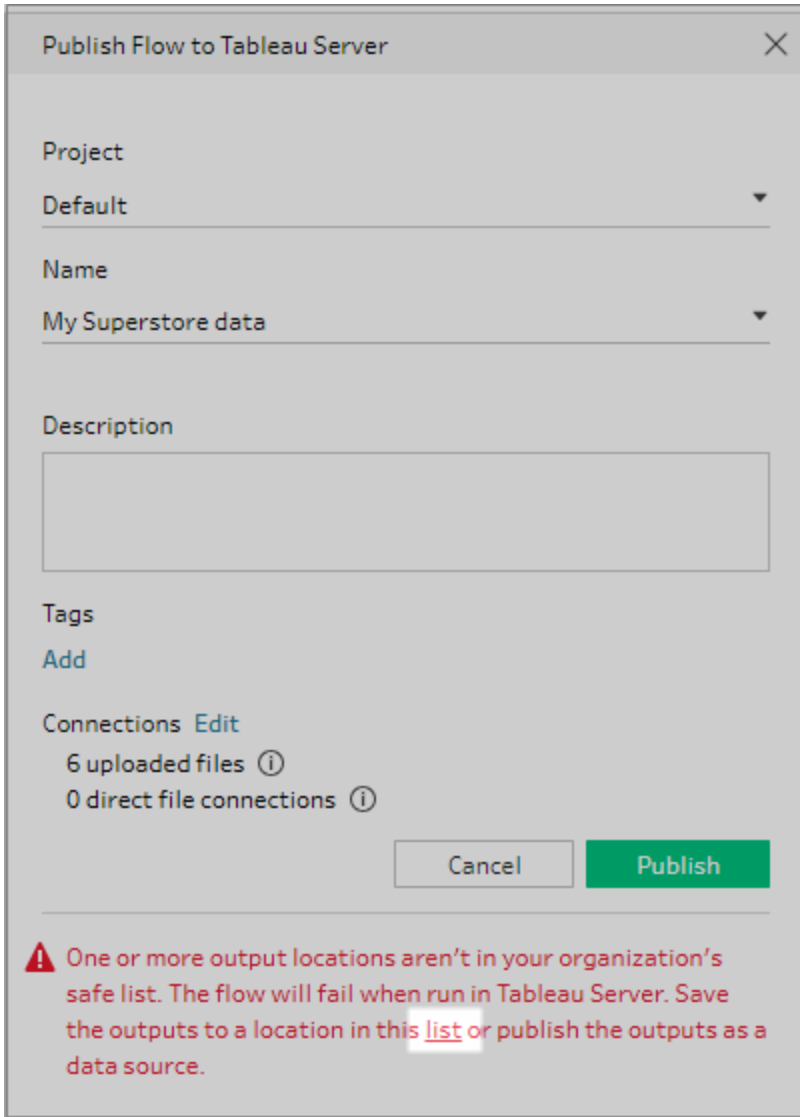 Publish Flow to Tableau Server
Project
Default
Name
My Superstore data
Description
Tags
Add
Connections Edit
6 uploaded files
0 direct file connections
Cancel Publish
One or more output locations aren't in your organization's
safe list. The flow will fail when run in Tableau Server. Save
the outputs to a location in this list or publish the outputs as a
data source.